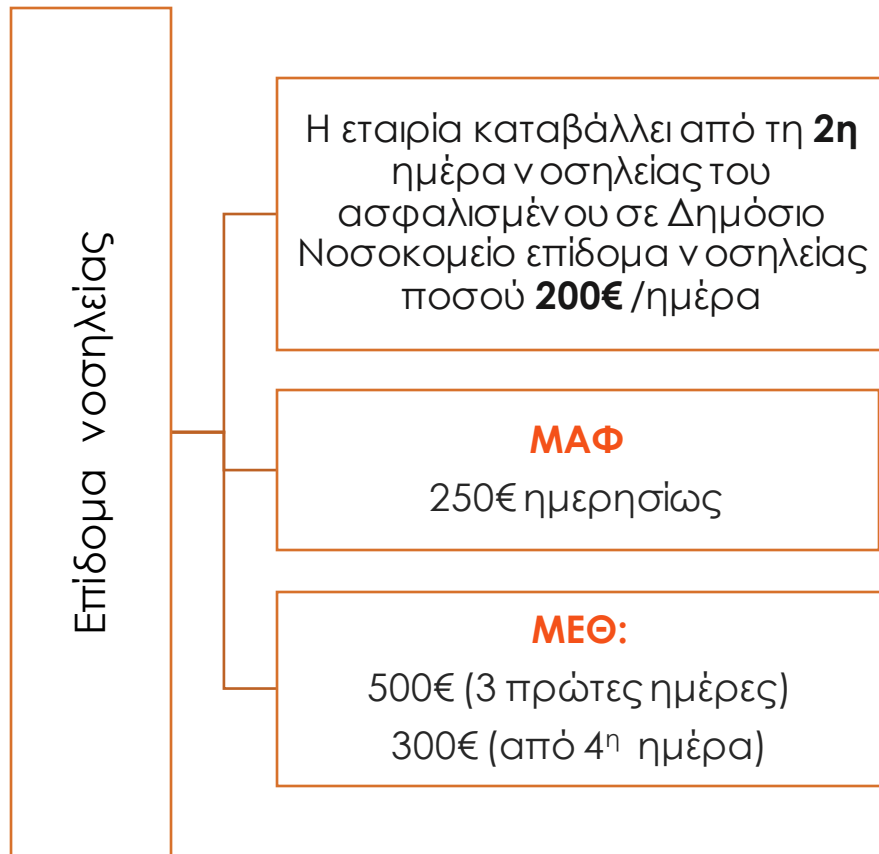 Επίδομα νοσηλείας
Η εταιρία καταβάλλει από τη 2η
ημέρα νοσηλείας του
ασφαλισμένου σε Δημόσιο
Νοσοκομείο επίδομα νοσηλείας
ποσού 200€ /ημέρα
ΜΑΦ
250€ ημερησίως
ΜΕΘ:
500€ (3 πρώτες ημέρες)
300€ (από 4η ημέρα)